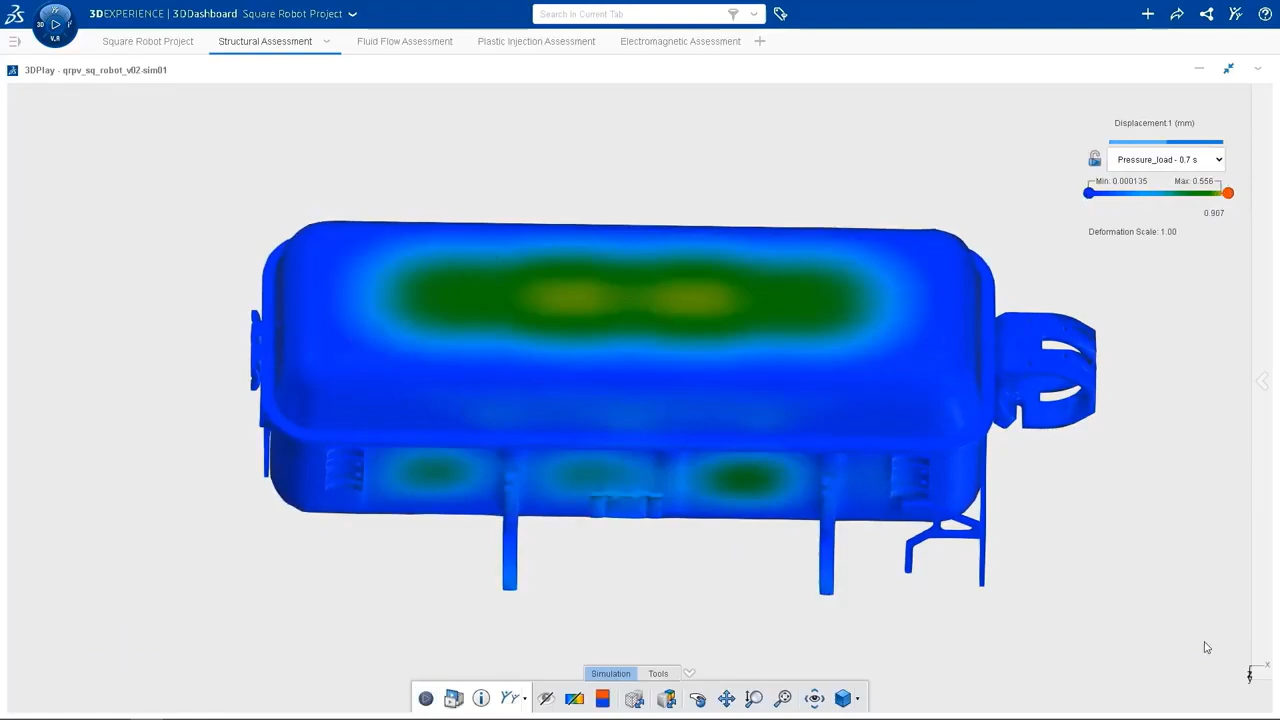 3DEXPERIENCE | 3DDashboard Square Robot Project
Search in Current Tab
3D
V.R
Square Robot Project
Structural Assessment
Fluid Flow Assessment
Plastic Injection Assessment
Electromagnetic Assessment
3DPlay - qrpv_sq_robot_v02-sim01
Displacement.1 (mm)
Pressure_load - 0.7 s
Min: 0.000135 Max: 0.556
0.907
Deformation Scale: 1.00
Simulation
Tools
X